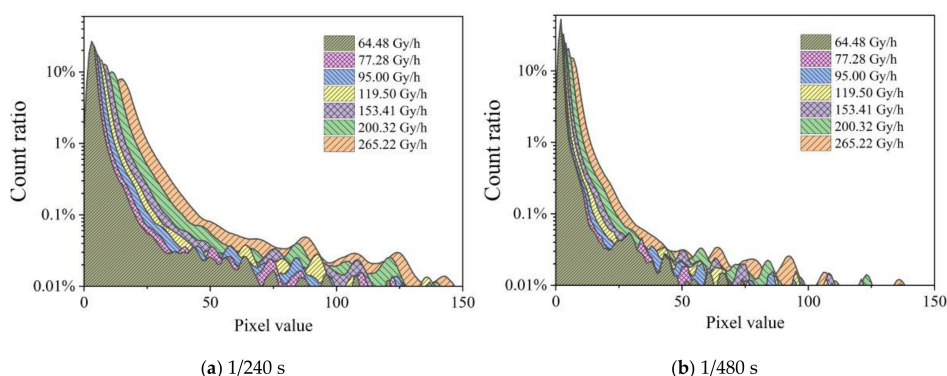 Count ratio
10%
1%
0.1%
0.01%
0
50
100
150
Pixel value
64.48 Gy/h
77.28 Gy/h
95.00 Gy/h
119.50 Gy/h
153.41 Gy/h
200.32 Gy/h
265.22 Gy/h
(a) 1/240 s
Count ratio
10%
1%
0.1%
0.01%
0
50
100
150
Pixel value
64.48 Gy/h
77.28 Gy/h
95.00 Gy/h
119.50 Gy/h
153.41 Gy/h
200.32 Gy/h
265.22 Gy/h
(b) 1/480 s